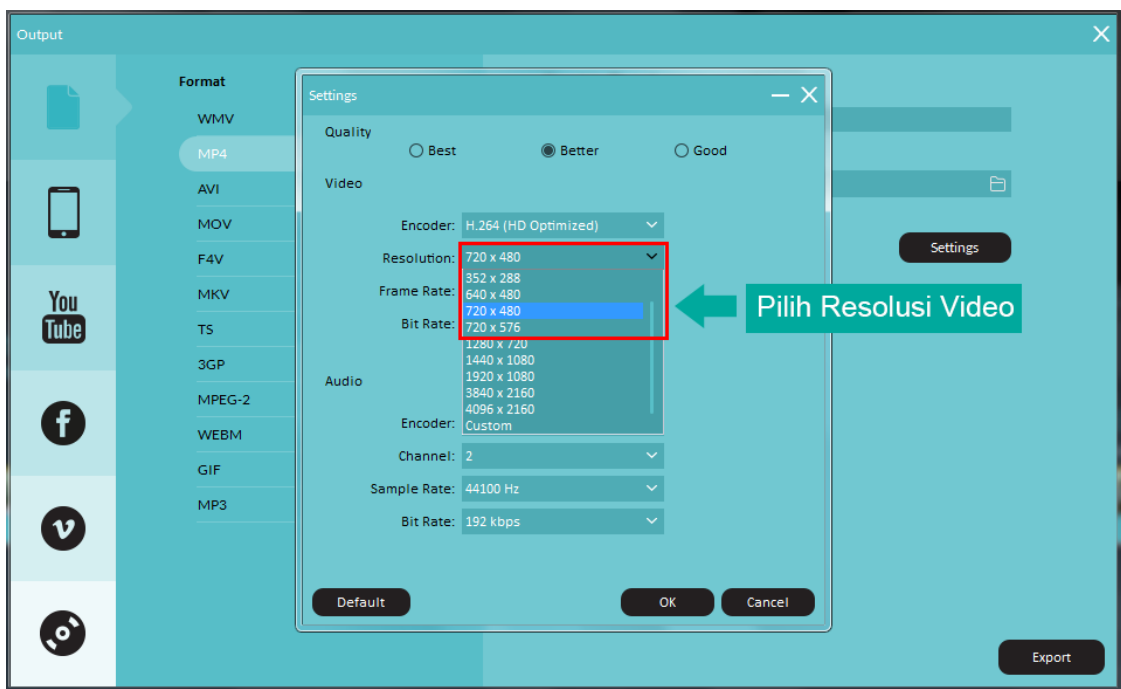 Output
Format
WMV
MP4
AVI
MOV
F4V
MKV
TS
3GP
MPEG-2
WEBM
GIF
MP3
You
Tube
f
v
Settings
Quality
Best
Better
Good
Video
Encoder: H.264 (HD Optimized)
Resolution: 720 x 480
352 x 288
Frame Rate: 640 x 480
720 x 480
Bit Rate: 720 x 576
1280 x 720
1440 x 1080
Audio
1920 x 1080
3840 x 2160
4096 x 2160
Encoder: Custom
Channel: 2
Sample Rate: 44100 Hz
Bit Rate: 192 kbps
Default
OK
Cancel
Settings
Pilih Resolusi Video
Export